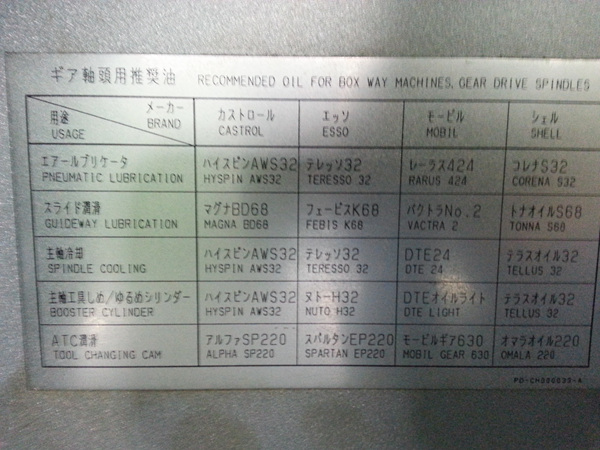 ギア軸頭用推奨油 RECOMMENDED OIL FOR BOX WAY MACHINES, GEAR DRIVE SPINDLES
メーカー
BRAND
用途
USAGE
カストロール エッソ モービル シェル
CASTROL ESSO MOBIL SHELL
エアールブリケータ ハイスピンAWS32 テレッソ32 レーラス424 コレナS32
PNEUMATIC LUBRICATION HYSPIN AWS32 TERESSO 32 RARUS 424 CORENA S32
スライド潤滑 マグナBD68 フェービスK68 バクトラNo.2 トナオイルS68
GUIDEWAY LUBRICATION MAGNA BD68 FEBIS K68 VACTRA 2 TONNA S68
主軸冷却 ハイスピンAWS32 テレッソ32 DTE24 テラスオイル32
SPINDLE COOLING HYSPIN AWS32 TERESSO 32 DTE 24 TELLUS 32
主軸工具しめ/ゆるめシリンダー ハイスピンAWS32 ヌトーH32 DTEオイルライト テラスオイル32
BOOSTER CYLINDER HYSPIN AWS32 NUTO H32 DTE LIGHT TELLUS 32
ATC潤滑 アルファSP220 スパルタンEP220 モービルギア630 オマラオイル220
TOOL CHANGING CAM ALPHA SP220 SPARTAN EP220 MOBIL GEAR 630 OMALA 220
PO-CH000033-A